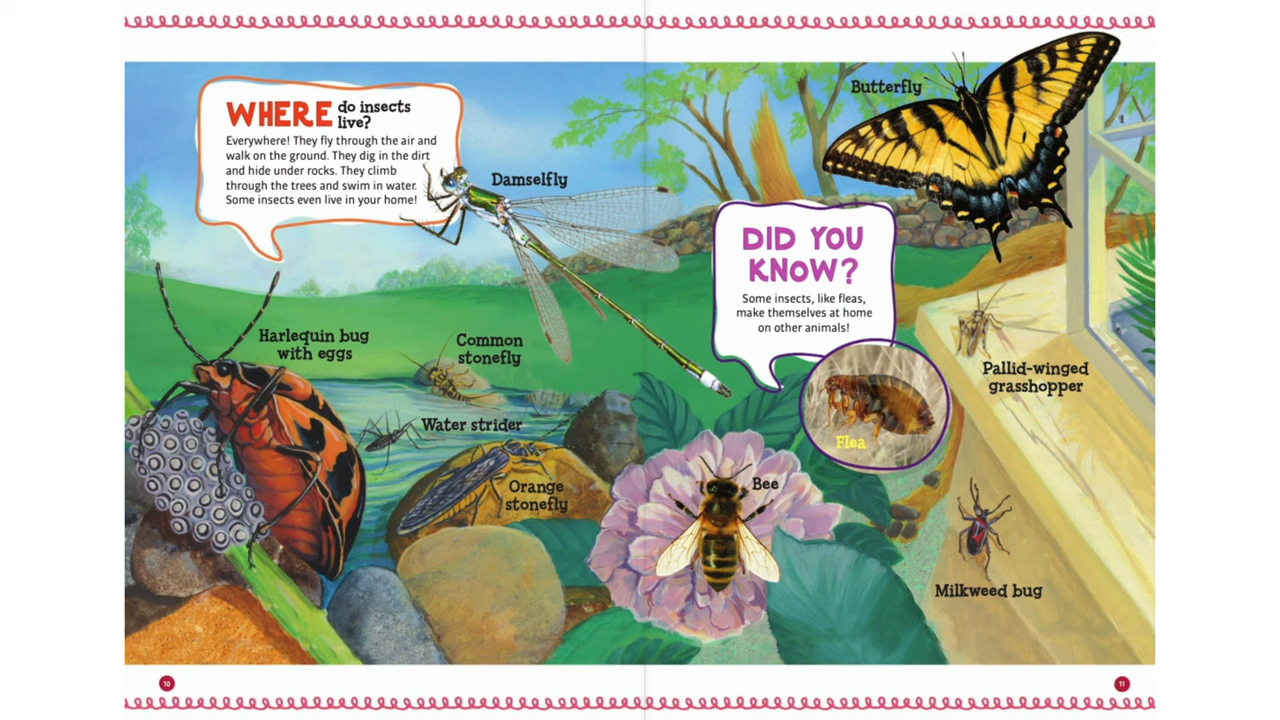 WHERE do insects
live?
Everywhere! They fly through the air and
walk on the ground. They dig in the dirt
and hide under rocks. They climb
through the trees and swim in water.
Some insects even live in your home!
Damselfly
Butterfly
DID YOU
KNOW?
Some insects, like fleas,
make themselves at home
on other animals!
Harlequin bug
with eggs
Common
stonefly
Water strider
Orange
stonefly
Bee
Flea
Pallid-winged
grasshopper
Milkweed bug
10
11